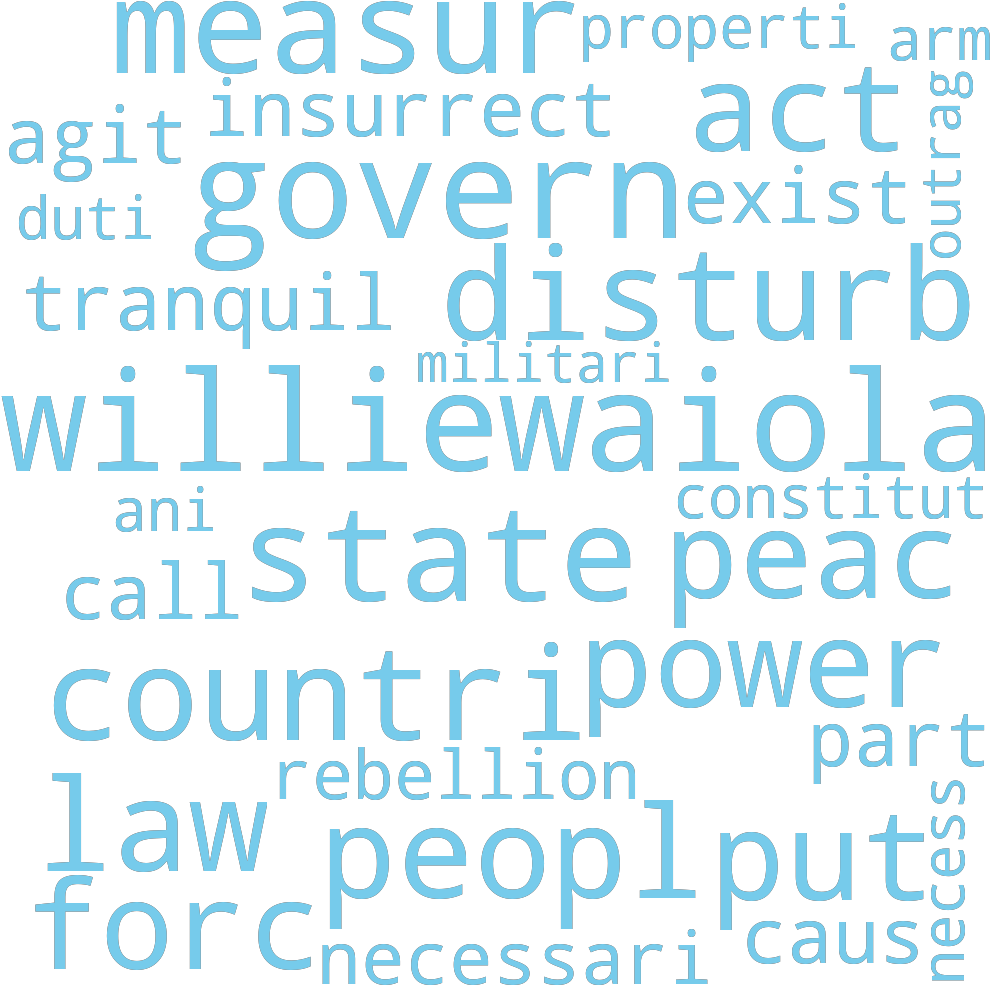 measur
properti
arm
agit
insurrect
act
outrag
duti
govern
exist
tranquil
disturb
militari
williewaiola
ani
constitut
state
peac
call
countri
power
part
rebellion
law
peopl
put
necess
forc
necessari
caus